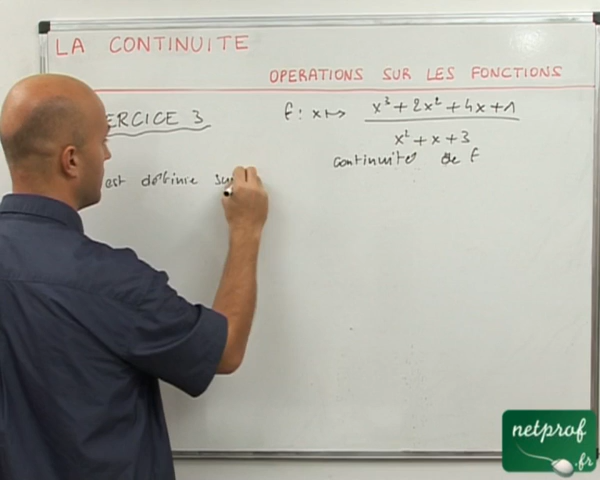 LA CONTINUITE
OPERATIONS SUR LES FONCTIONS
ERCICE 3
f : x ↦ x³ + 2x² + 4x + 1 / x² + x + 3
continuité de f
est définie su
netprof
.fr